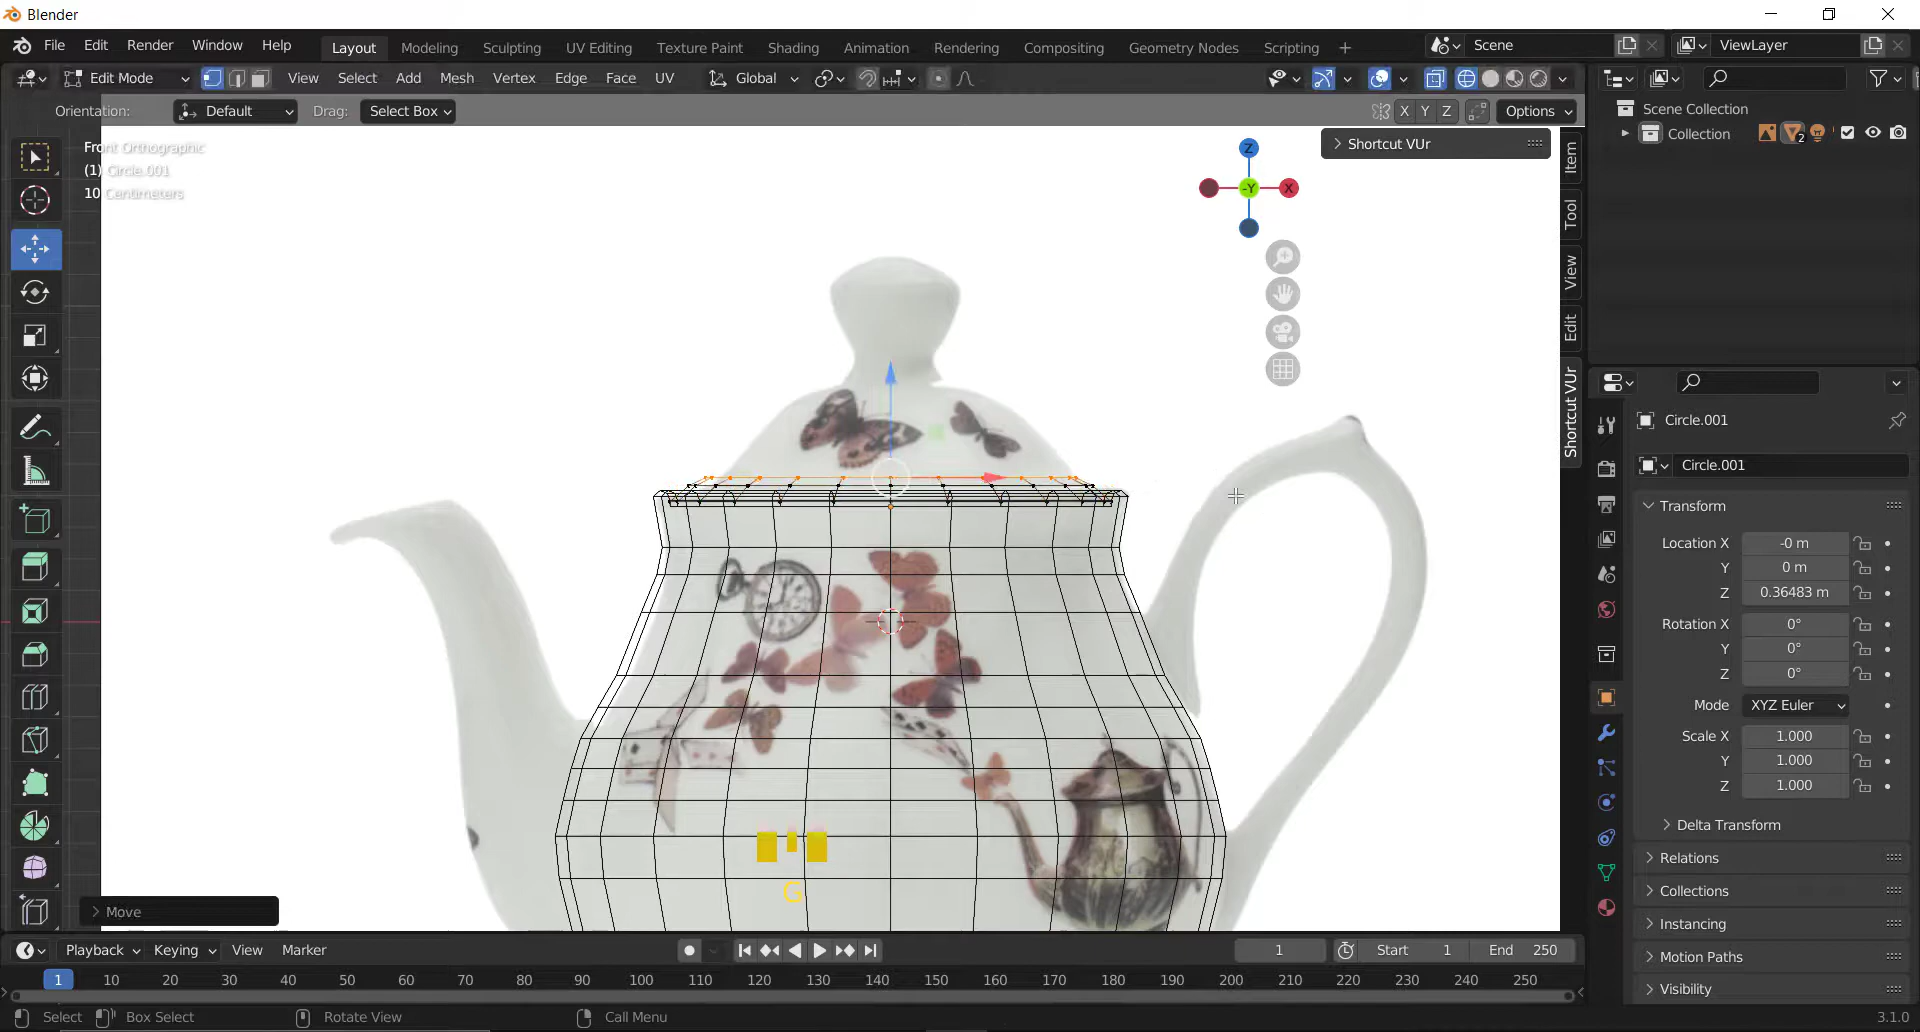 Blender
File Edit Render Window Help Layout Modeling Sculpting UV Editing Texture Paint Shading Animation Rendering Compositing Geometry Nodes Scripting + Scene ViewLayer
Edit Mode View Select Add Mesh Vertex Edge Face UV Global
Orientation: Default Drag: Select Box X Y Z Options
Front Orthographic
(1) Circle.001
10 Centimeters
Shortcut VUr
Z
-Y
X
Item
Tool
View
Edit
Shortcut VUr
Scene Collection
Collection 2
Circle.001
Circle.001
Transform
Location X -0 m
Y 0 m
Z 0.36483 m
Rotation X 0°
Y 0°
Z 0°
Mode XYZ Euler
Scale X 1.000
Y 1.000
Z 1.000
Delta Transform
Relations
Collections
Instancing
Motion Paths
Visibility
G
Move
Playback Keying View Marker 1 Start 1 End 250
1 10 20 30 40 50 60 70 80 90 100 110 120 130 140 150 160 170 180 190 200 210 220 230 240 250
Select Box Select Rotate View Call Menu 3.1.0